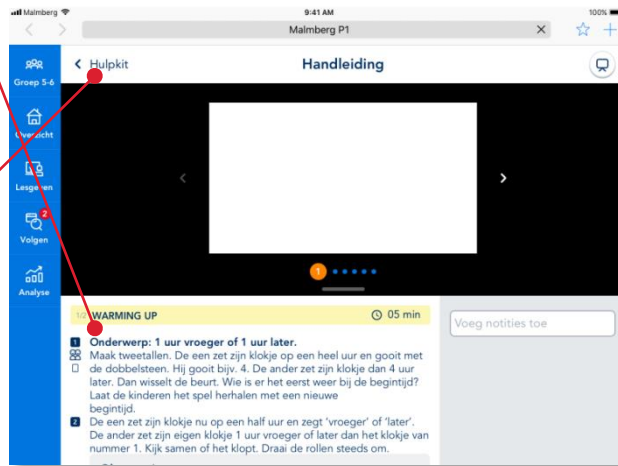 Malmberg
9:41 AM
100%
Malmberg P1
Groep 5-6
Hulpkit
Handleiding
Overzicht
Lesgeven
2
Volgen
Analyse
1
1/2 WARMING UP
05 min
Voeg notities toe
1 Onderwerp: 1 uur vroeger of 1 uur later.
Maak tweetallen. De een zet zijn klokje op een heel uur en gooit met
de dobbelsteen. Hij gooit bijv. 4. De ander zet zijn klokje dan 4 uur
later. Dan wisselt de beurt. Wie is er het eerst weer bij de begintijd?
Laat de kinderen het spel herhalen met een nieuwe
begintijd.
2 De een zet zijn klokje nu op een half uur en zegt 'vroeger' of 'later'.
De ander zet zijn eigen klokje 1 uur vroeger of later dan het klokje van
nummer 1. Kijk samen of het klopt. Draai de rollen steeds om.